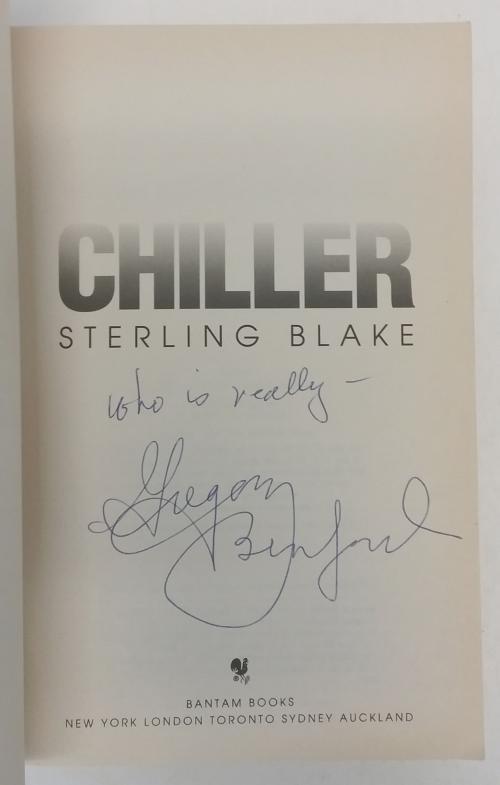 CHILLER
STERLING BLAKE
who is really —
Gregory
Benford
BANTAM BOOKS
NEW YORK LONDON TORONTO SYDNEY AUCKLAND